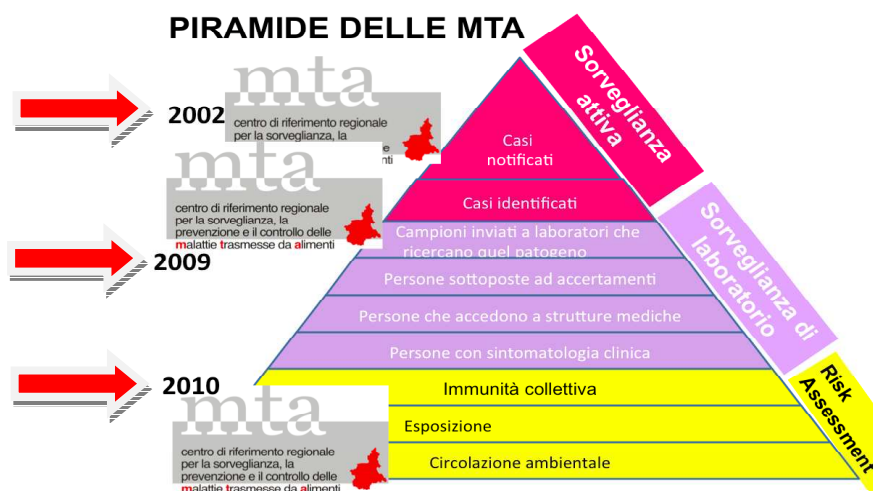 PIRAMIDE DELLE MTA
2002
mta
centro di riferimento regionale
per la sorveglianza, la
mta
centro di riferimento regionale
per la sorveglianza, la
prevenzione e il controllo delle
malattie trasmesse da alimenti
2009
2010
mta
centro di riferimento regionale
per la sorveglianza, la
prevenzione e il controllo delle
malattie trasmesse da alimenti
Casi
notificati
Casi identificati
Campioni inviati a laboratori che
ricercano quel patogeno
Persone sottoposte ad accertamenti
Persone che accedono a strutture mediche
Persone con sintomatologia clinica
Immunità collettiva
Esposizione
Circolazione ambientale
Sorveglianza
attiva
Sorveglianza di
laboratorio
Risk
Assessment